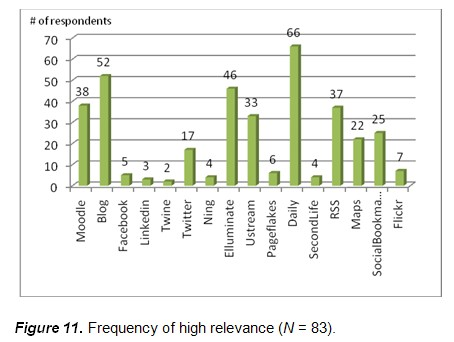 # of respondents
70
60
50
40
30
20
10
0
38
52
5
3
2
17
4
46
33
6
66
4
37
22
25
7
Moodle
Blog
Facebook
Linkedin
Twine
Twitter
Ning
Elluminate
Ustream
Pageflakes
Daily
SecondLife
RSS
Maps
SocialBookma...
Flickr
Figure 11. Frequency of high relevance (N = 83).